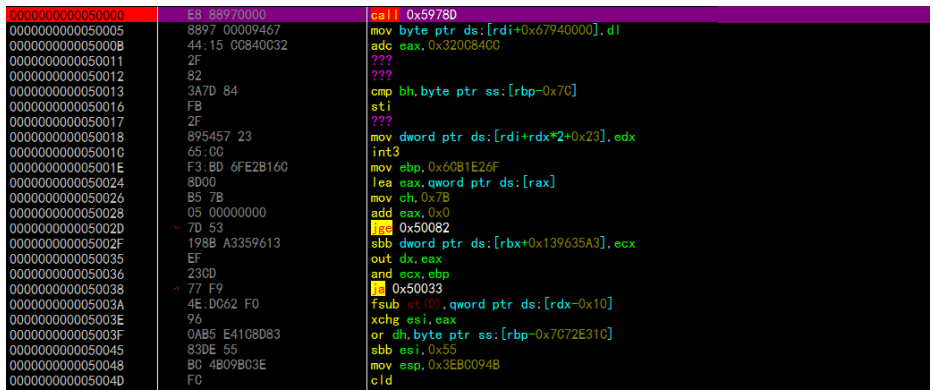 0000000000050000 E8 88970000 call 0x5978D
0000000000050005 8897 00009467 mov byte ptr ds:[rdi+0x67940000],dl
000000000005000B 44:15 CC840C32 adc eax,0x320C84CC
0000000000050011 2F ???
0000000000050012 82 ???
0000000000050013 3A7D 84 cmp bh,byte ptr ss:[rbp-0x7C]
0000000000050016 FB sti
0000000000050017 2F ???
0000000000050018 895457 23 mov dword ptr ds:[rdi+rdx*2+0x23],edx
000000000005001C 65:CC int3
000000000005001E F3:BD 6FE2B16C mov ebp,0x6CB1E26F
0000000000050024 8D00 lea eax,qword ptr ds:[rax]
0000000000050026 B5 7B mov ch,0x7B
0000000000050028 05 00000000 add eax,0x0
000000000005002D 7D 53 jge 0x50082
000000000005002F 198B A3359613 sbb dword ptr ds:[rbx+0x139635A3],ecx
0000000000050035 EF out dx,eax
0000000000050036 23CD and ecx,ebp
0000000000050038 77 F9 ja 0x50033
000000000005003A 4E:DC62 F0 fsub st(0),qword ptr ds:[rdx-0x10]
000000000005003E 96 xchg esi,eax
000000000005003F 0AB5 E41C8D83 or dh,byte ptr ss:[rbp-0x7C72E31C]
0000000000050045 83DE 55 sbb esi,0x55
0000000000050048 BC 4B09BC3E mov esp,0x3EBC094B
000000000005004D FC cld